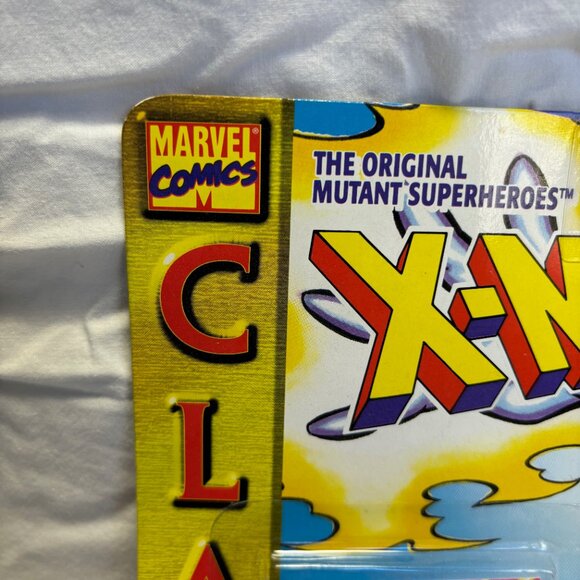 MARVEL®
COMICS
M
THE ORIGINAL
MUTANT SUPERHEROES™
X-M
C
L
A